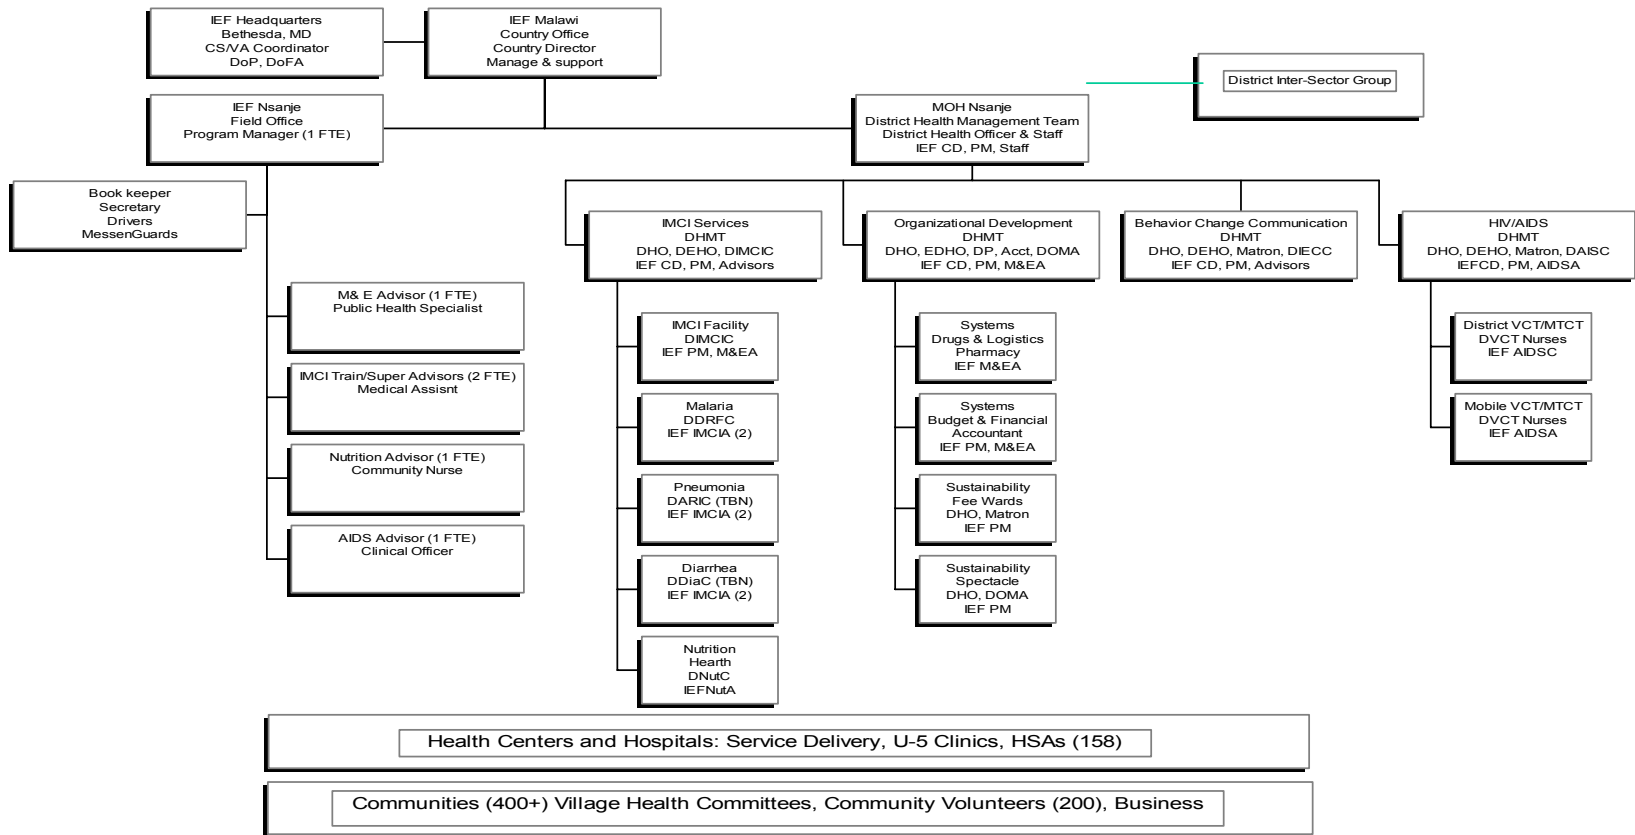 IEF Headquarters
Bethesda, MD
CS/VA Coordinator
DoP, DoFA
IEF Malawi
Country Office
Country Director
Manage & support
District Inter-Sector Group
IEF Nsanje
Field Office
Program Manager (1 FTE)
MOH Nsanje
District Health Management Team
District Health Officer & Staff
IEF CD, PM, Staff
Book keeper
Secretary
Drivers
MessenGuards
M& E Advisor (1 FTE)
Public Health Specialist
IMCI Train/Super Advisors (2 FTE)
Medical Assisnt
Nutrition Advisor (1 FTE)
Community Nurse
AIDS Advisor (1 FTE)
Clinical Officer
IMCI Services
DHMT
DHO, DEHO, DIMCIC
IEF CD, PM, Advisors
IMCI Facility
DIMCIC
IEF PM, M&EA
Malaria
DDRFC
IEF IMCIA (2)
Pneumonia
DARIC (TBN)
IEF IMCIA (2)
Diarrhea
DDiaC (TBN)
IEF IMCIA (2)
Nutrition
Hearth
DNutC
IEFNutA
Organizational Development
DHMT
DHO, EDHO, DP, Acct, DOMA
IEF CD, PM, M&EA
Systems
Drugs & Logistics
Pharmacy
IEF M&EA
Systems
Budget & Financial
Accountant
IEF PM, M&EA
Sustainability
Fee Wards
DHO, Matron
IEF PM
Sustainability
Spectacle
DHO, DOMA
IEF PM
Behavior Change Communication
DHMT
DHO, DEHO, Matron, DIECC
IEF CD, PM, Advisors
HIV/AIDS
DHMT
DHO, DEHO, Matron, DAISC
IEFCD, PM, AIDSA
District VCT/MTCT
DVCT Nurses
IEF AIDSC
Mobile VCT/MTCT
DVCT Nurses
IEF AIDSA
Health Centers and Hospitals: Service Delivery, U-5 Clinics, HSAs (158)
Communities (400+) Village Health Committees, Community Volunteers (200), Business